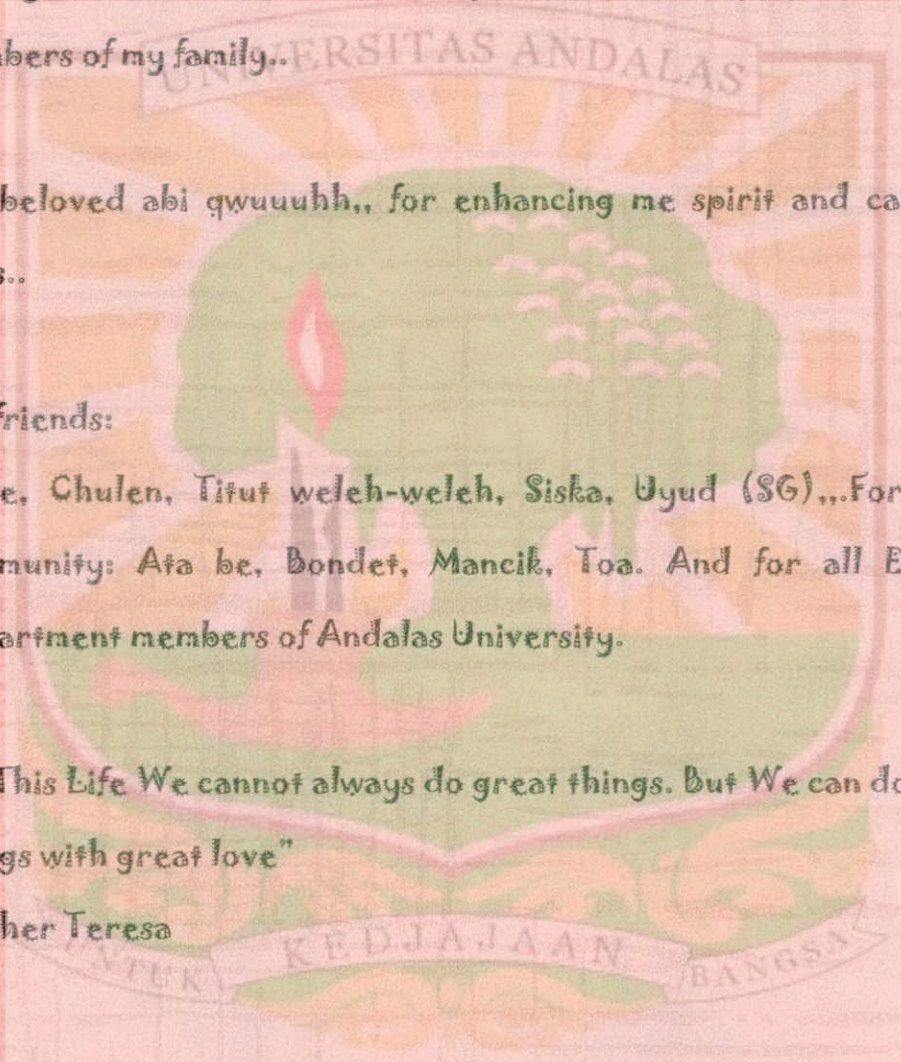 UNIVERSITAS ANDALAS
bers of my family..
beloved abi qwuuuhh,, for enhancing me spirit and ca
s..
friends:
e, Chulen, Titut weleh-weleh, Siska, Uyud (SG),,.For
munity: Ata be, Bondet, Mancik, Toa. And for all E
artment members of Andalas University.
This Life We cannot always do great things. But We can do
gs with great love”
her Teresa
UNTUK KEDJAJAAN BANGSA